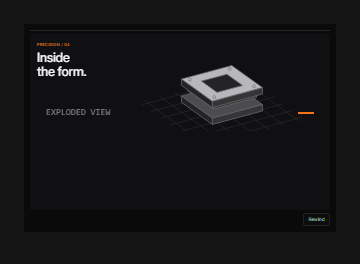 PRECISION / 04
Inside
the form.
EXPLODED VIEW
Rewind